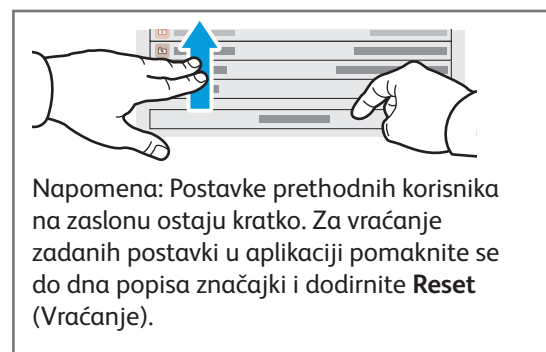 Napomena: Postavke prethodnih korisnika
na zaslonu ostaju kratko. Za vraćanje
zadanih postavki u aplikaciji pomaknite se
do dna popisa značajki i dodirnite Reset
(Vraćanje).